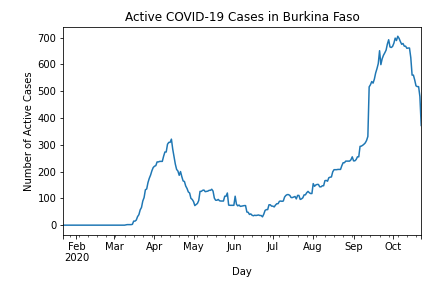 Active COVID-19 Cases in Burkina Faso
Number of Active Cases
700
600
500
400
300
200
100
0
Feb Mar Apr May Jun Jul Aug Sep Oct
2020
Day